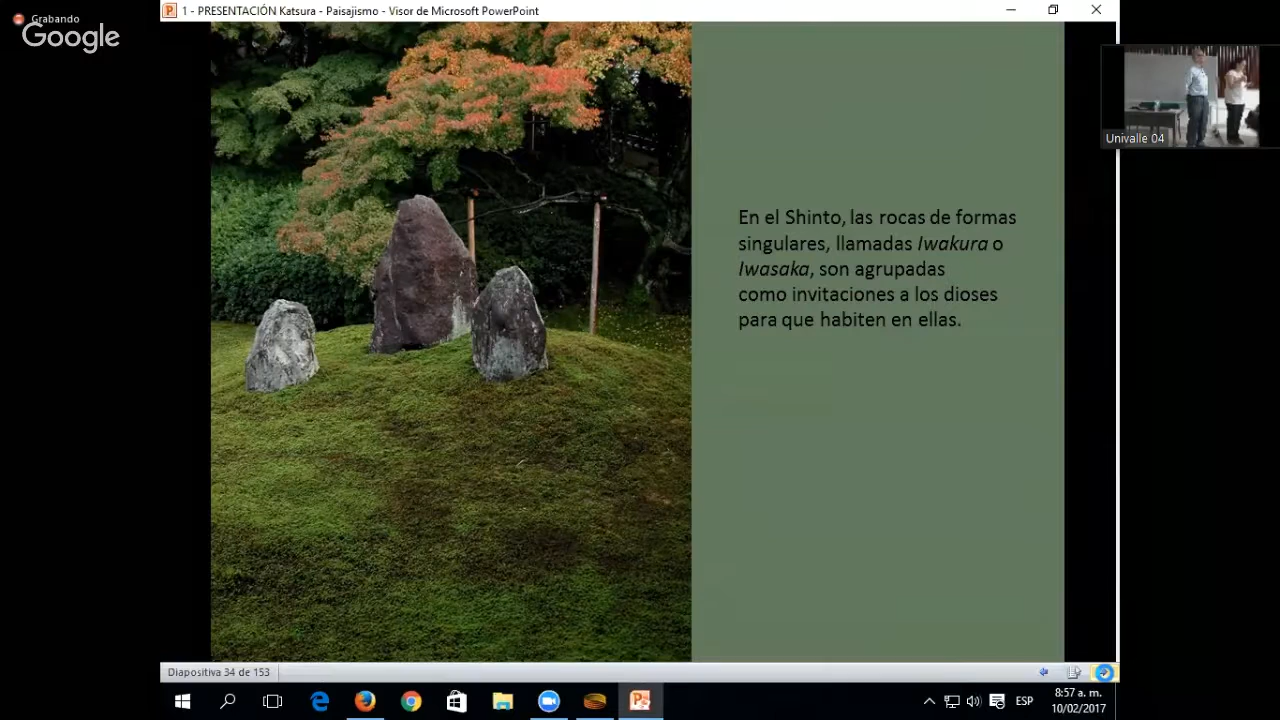 Grabando
Google
1 - PRESENTACIÓN Katsura - Paisajismo - Visor de Microsoft PowerPoint
Univalle 04
En el Shinto, las rocas de formas
singulares, llamadas Iwakura o
Iwasaka, son agrupadas
como invitaciones a los dioses
para que habiten en ellas.
Diapositiva 34 de 153
ESP
8:57 a. m.
10/02/2017